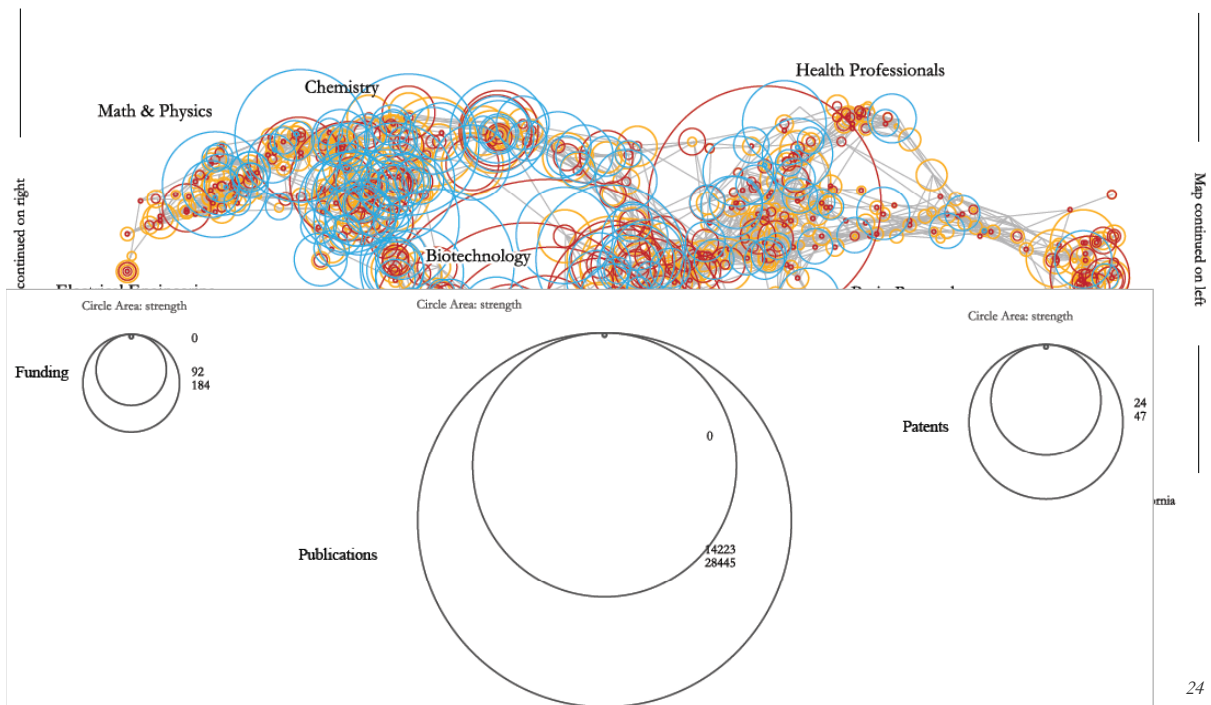 Health Professionals
Chemistry
Math & Physics
continued on right
Map continued on left
Biotechnology
Circle Area: strength
0
92
184
Funding
Circle Area: strength
0
14223
28445
Publications
Circle Area: strength
24
47
Patents
24